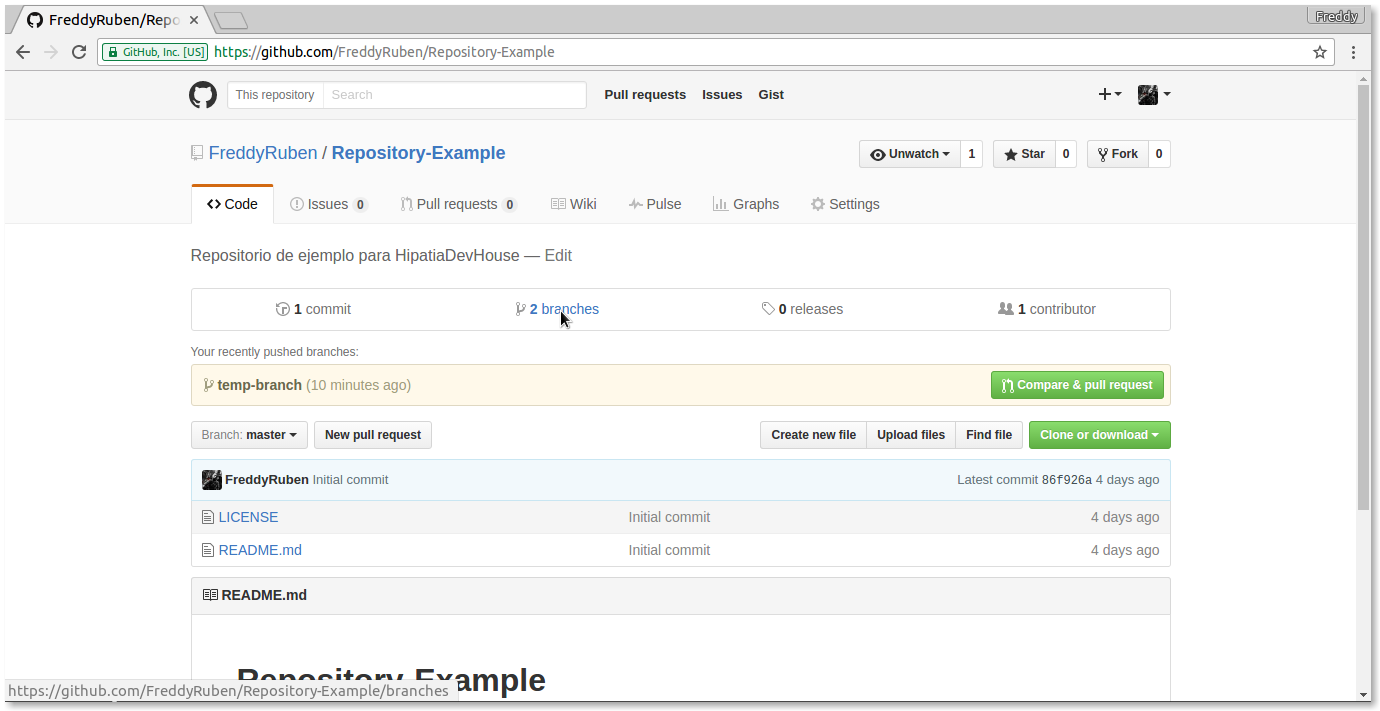 FreddyRuben/Repo
Freddy
GitHub, Inc. [US] https://github.com/FreddyRuben/Repository-Example
This repository Search Pull requests Issues Gist
FreddyRuben / Repository-Example Unwatch 1 Star 0 Fork 0
Code Issues 0 Pull requests 0 Wiki Pulse Graphs Settings
Repositorio de ejemplo para HipatiaDevHouse — Edit
1 commit 2 branches 0 releases 1 contributor
Your recently pushed branches:
temp-branch (10 minutes ago) Compare & pull request
Branch: master New pull request Create new file Upload files Find file Clone or download
FreddyRuben Initial commit Latest commit 86f926a 4 days ago
LICENSE Initial commit 4 days ago
README.md Initial commit 4 days ago
README.md
Repository-Example
https://github.com/FreddyRuben/Repository-Example/branches